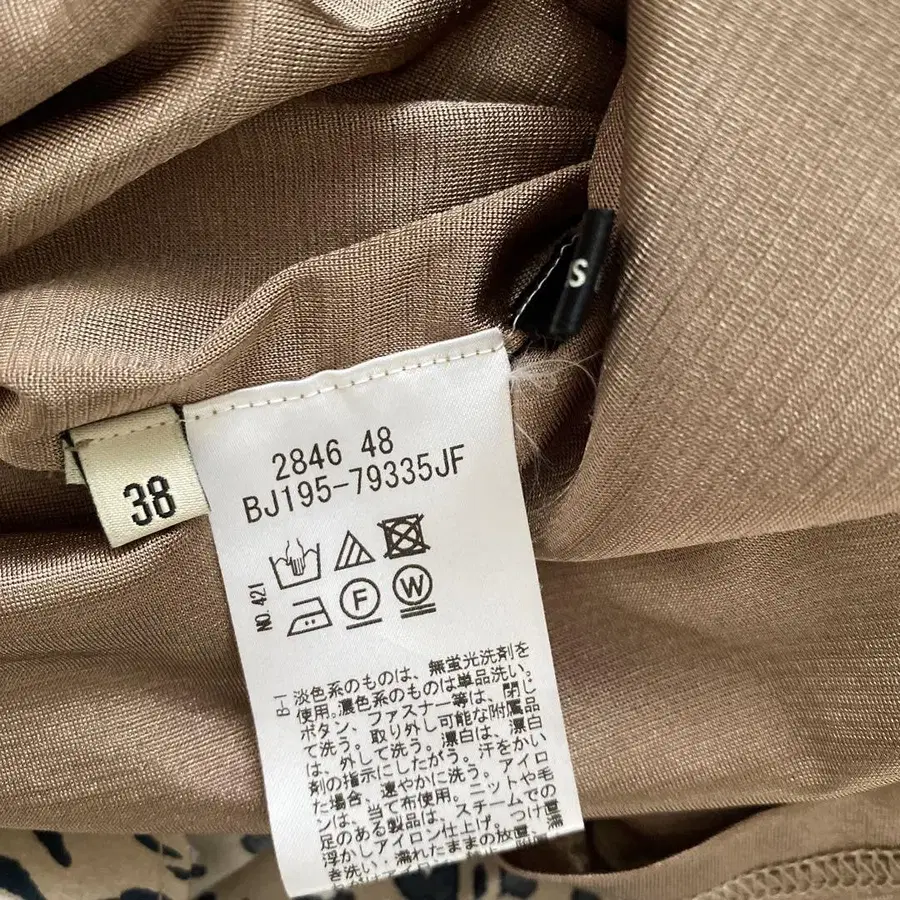 S
38
2846 48
BJ195-79335JF
F
W
NO.421
B-1
淡色系のものは、無蛍光洗剤を
使用。濃色系のものは単品洗い。
ボタン、ファスナー等は、閉じ
て洗う。取り外し可能な附属品
は、外して洗う。漂白は、漂白
剤の指示にしたがう。汗をかい
た場合、速やかに洗う。アイロ
ンは、当て布使用。ニットや毛
足のある製品は、スチームでの
浮かしアイロン仕上げ。つけ置
き洗い、濡れたままの放置、濡